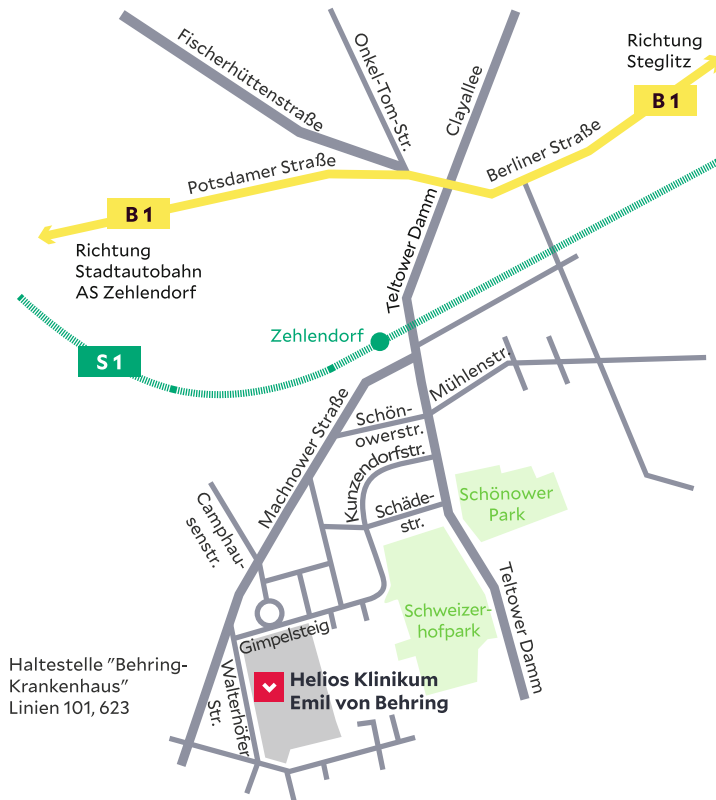 Fischerhüttenstraße
Onkel-Tom-Str.
Clayallee
Richtung
Steglitz
B 1
Berliner Straße
Potsdamer Straße
B 1
Richtung
Stadtautobahn
AS Zehlendorf
Teltower Damm
Zehlendorf
S 1
Machnower Straße
Mühlenstr.
Schön-
owerstr.
Kunzendorfstr.
Schäde-
str.
Schönower
Park
Camphau-
senstr.
Schweizer-
hofpark
Teltower Damm
Gimpelsteig
Walterhöfer
Str.
Haltestelle "Behring-
Krankenhaus"
Linien 101, 623
Helios Klinikum
Emil von Behring